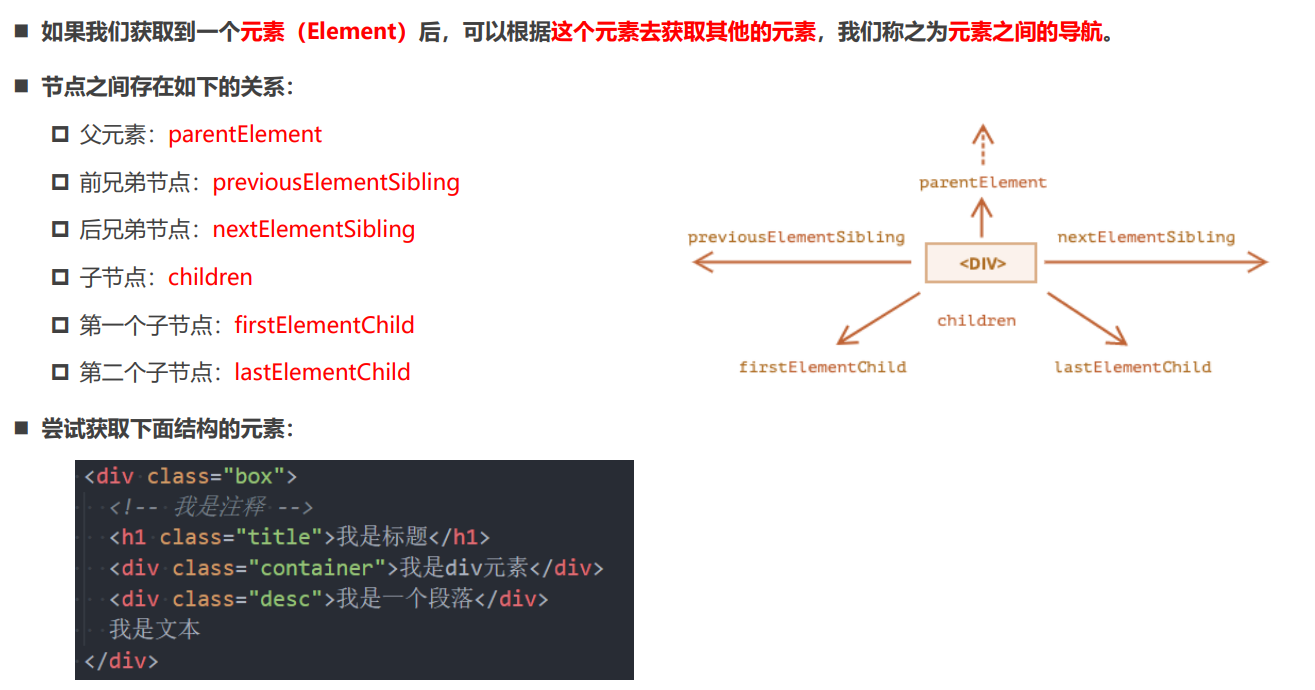 如果我们获取到一个元素（Element）后，可以根据这个元素去获取其他的元素，我们称之为元素之间的导航。
节点之间存在如下的关系：
父元素：parentElement
前兄弟节点：previousElementSibling
后兄弟节点：nextElementSibling
子节点：children
第一个子节点：firstElementChild
第二个子节点：lastElementChild
parentElement
previousElementSibling
nextElementSibling
<DIV>
children
firstElementChild
lastElementChild
尝试获取下面结构的元素：
<div class="box">
<!-- 我是注释 -->
<h1 class="title">我是标题</h1>
<div class="container">我是div元素</div>
<div class="desc">我是一个段落</div>
我是文本
</div>